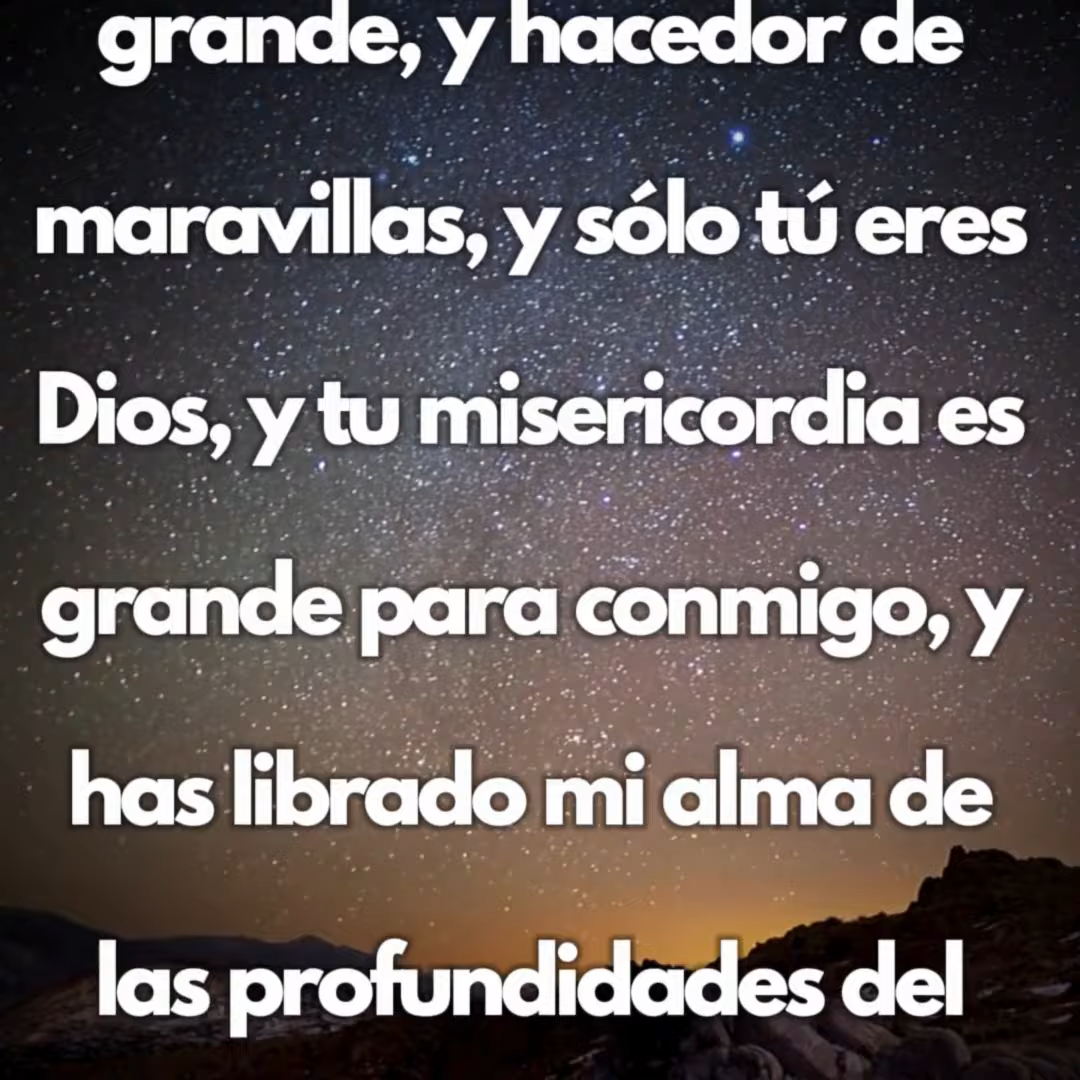 grande, y hacedor de
maravillas, y sólo tú eres
Dios, y tu misericordia es
grande para conmigo, y
has librado mi alma de
las profundidades del